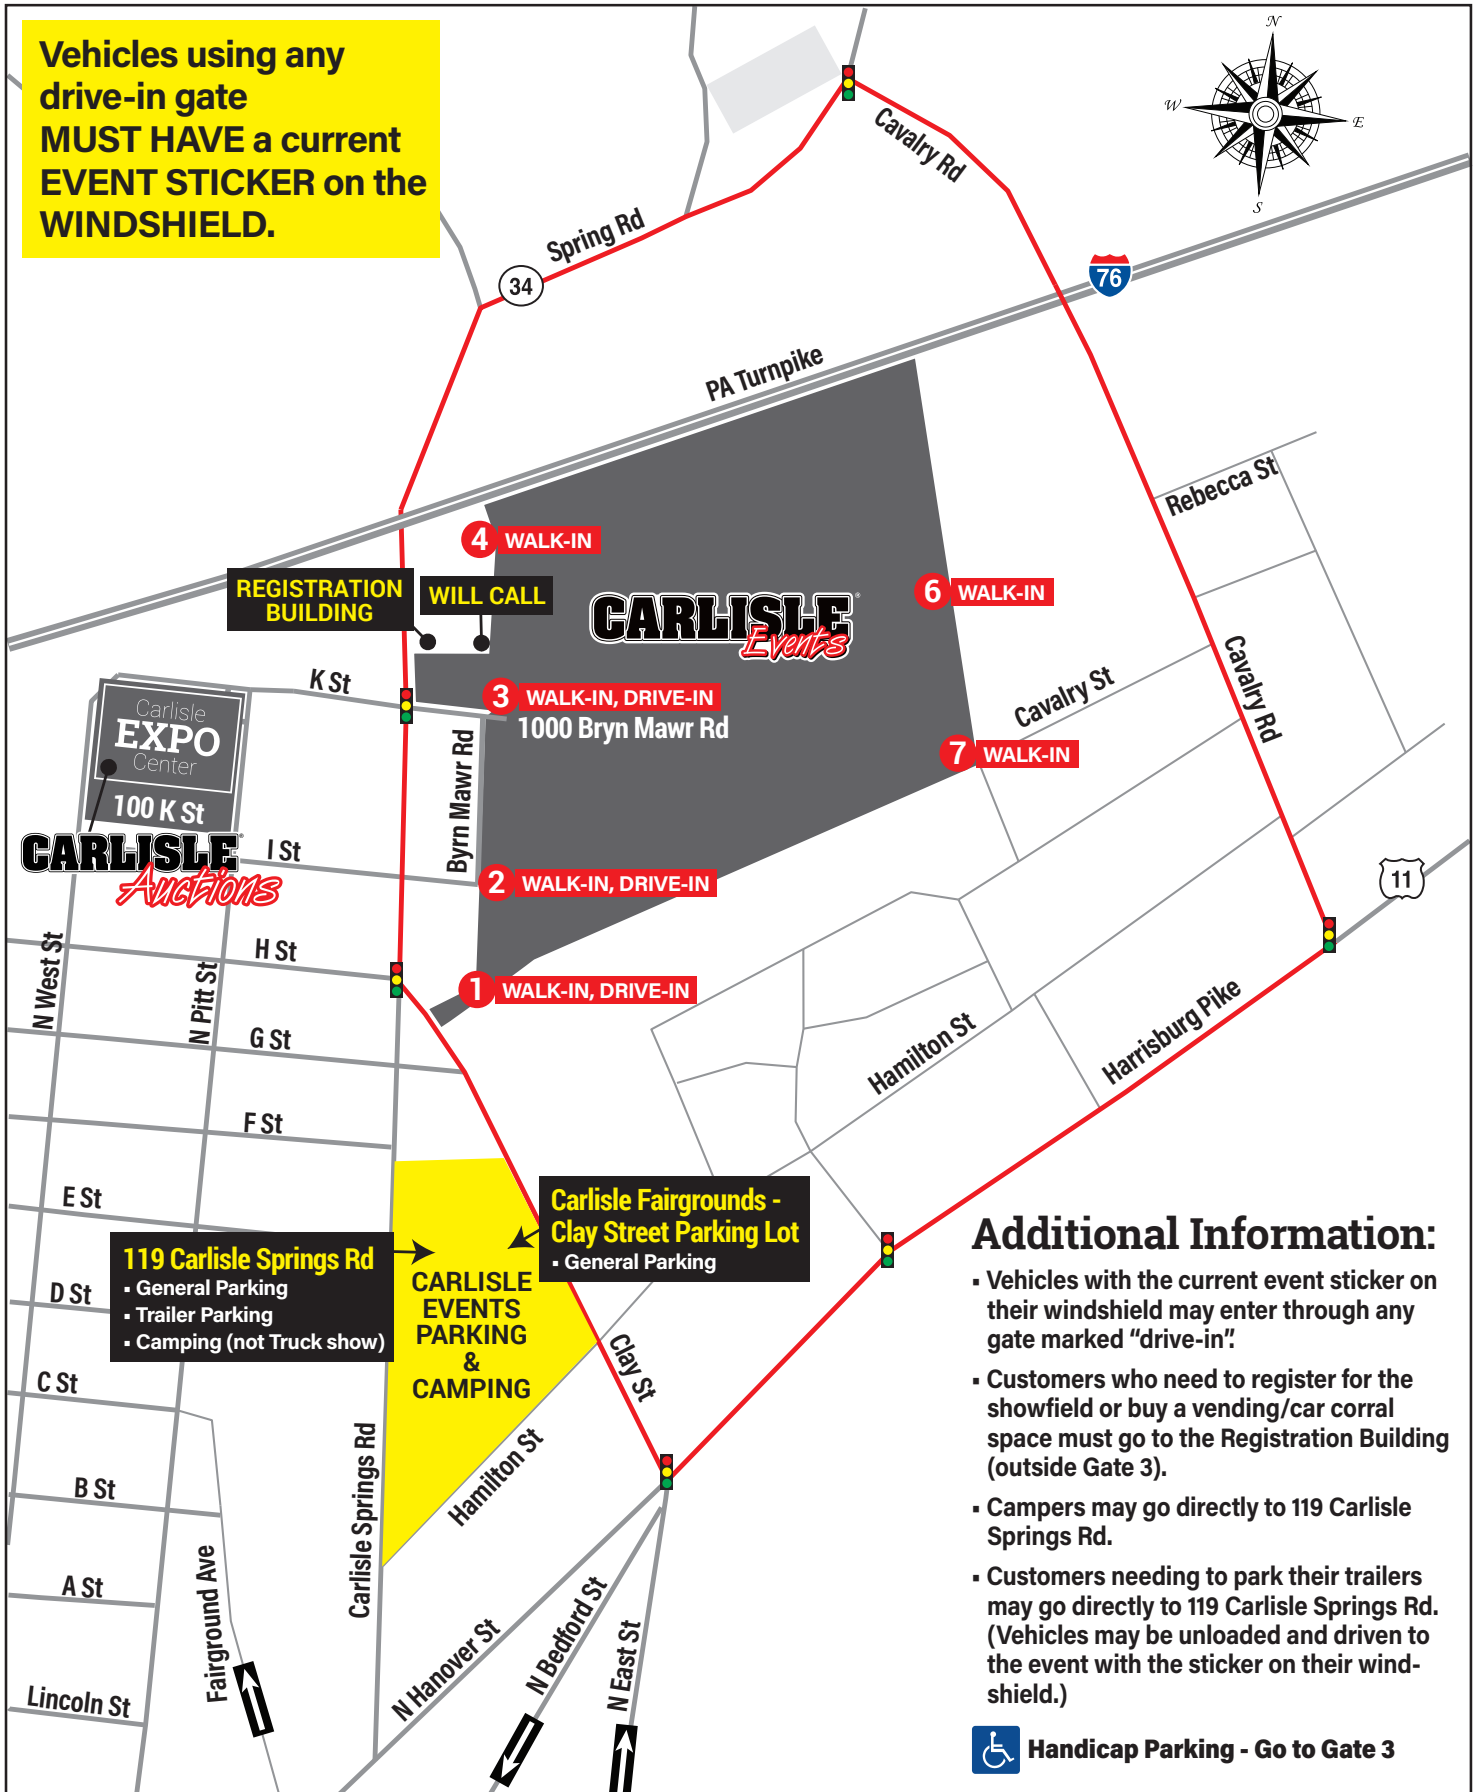 Vehicles using any
drive-in gate
MUST HAVE a current
EVENT STICKER on the
WINDSHIELD.
N
W
E
S
Cavalry Rd
Spring Rd
34
76
PA Turnpike
Rebecca St
4 WALK-IN
REGISTRATION
BUILDING
WILL CALL
CARLISLE
Events
®
6 WALK-IN
K St
3 WALK-IN, DRIVE-IN
1000 Bryn Mawr Rd
Cavalry St
Cavalry Rd
7 WALK-IN
Carlisle
EXPO
Center
100 K St
CARLISLE
Auctions
®
Byrn Mawr Rd
I St
2 WALK-IN, DRIVE-IN
11
H St
N West St
N Pitt St
1 WALK-IN, DRIVE-IN
G St
Hamilton St
Harrisburg Pike
F St
E St
Carlisle Fairgrounds -
Clay Street Parking Lot
▪ General Parking
119 Carlisle Springs Rd
▪ General Parking
▪ Trailer Parking
▪ Camping (not Truck show)
CARLISLE
EVENTS
PARKING
&
CAMPING
D St
Clay St
C St
Hamilton St
Carlisle Springs Rd
B St
A St
Fairground Ave
N Hanover St
N Bedford St
N East St
Lincoln St
Additional Information:
▪ Vehicles with the current event sticker on
their windshield may enter through any
gate marked “drive-in”.
▪ Customers who need to register for the
showfield or buy a vending/car corral
space must go to the Registration Building
(outside Gate 3).
▪ Campers may go directly to 119 Carlisle
Springs Rd.
▪ Customers needing to park their trailers
may go directly to 119 Carlisle Springs Rd.
(Vehicles may be unloaded and driven to
the event with the sticker on their wind-
shield.)
Handicap Parking - Go to Gate 3